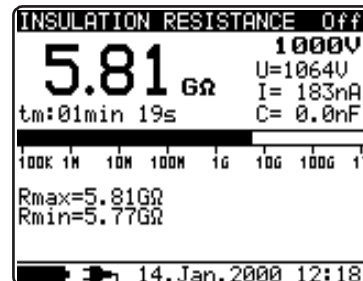 INSULATION RESISTANCE Off
1000V
5.81 GΩ
U=1064V
I= 183nA
tm:01min 19s C= 0.0nF
100K 1M 10M 100M 1G 10G 100G
Rmax=5.81GΩ
Rmin=5.77GΩ
14.Jan.2000 12:18